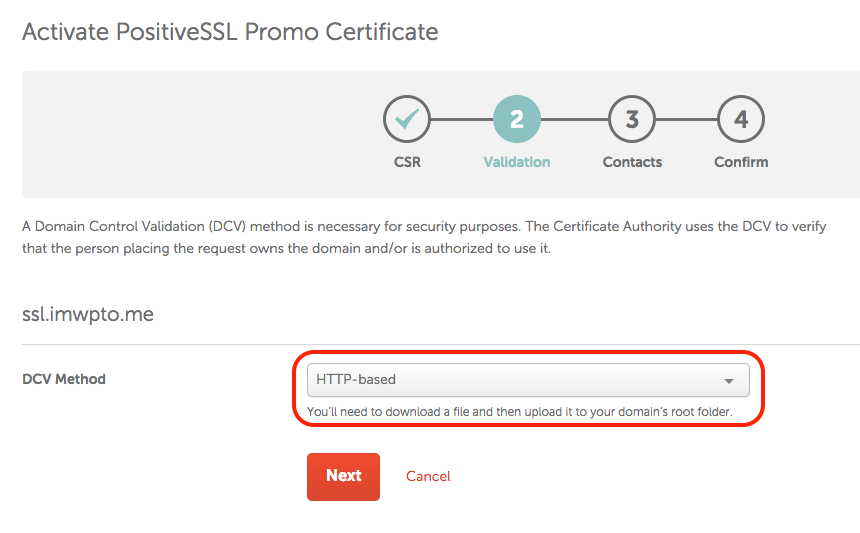 Activate PositiveSSL Promo Certificate
2 3 4
CSR Validation Contacts Confirm
A Domain Control Validation (DCV) method is necessary for security purposes. The Certificate Authority uses the DCV to verify
that the person placing the request owns the domain and/or is authorized to use it.
ssl.imwpto.me
DCV Method HTTP-based
You'll need to download a file and then upload it to your domain's root folder.
Next Cancel